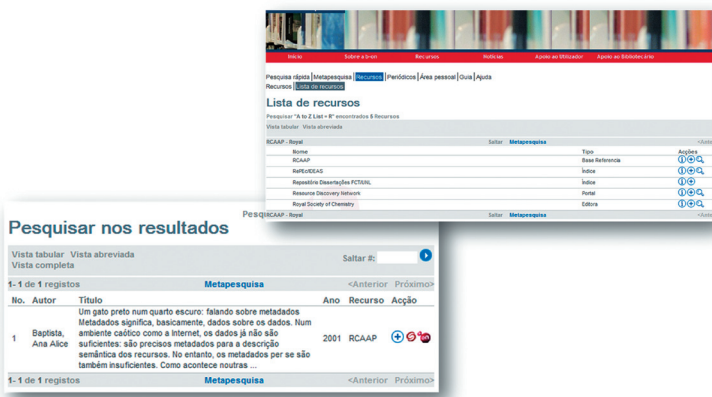 Início Sobre a b-on Recursos Notícias Apoio ao Utilizador Apoio ao Bibliotecário
Pesquisa rápida | Metapesquisa | Recursos | Periódicos | Área pessoal | Guia | Ajuda
Recursos Lista de recursos
Lista de recursos
Pesquisar "A to Z List = R" encontrados 5 Recursos
Vista tabular Vista abreviada
RCAAP - Royal Saltar Metapesquisa
Nome Tipo Acções
RCAAP Base Referencia
RePEc/IDEAS Índice
Repositório Dissertações FCT/UNL Índice
Resource Discovery Network Portal
Royal Society of Chemistry Editora
RCAAP - Royal Saltar Metapesquisa
Pesquisar nos resultados
Vista tabular Vista abreviada Saltar #:
Vista completa
1- 1 de 1 registos Metapesquisa <Anterior Próximo>
No. Autor Título Ano Recurso Acção
Um gato preto num quarto escuro: falando sobre metadados
Metadados significa, basicamente, dados sobre os dados. Num
ambiente caótico como a Internet, os dados já não são
1 Baptista, Ana Alice suficientes: são precisos metadados para a descrição 2001 RCAAP
semântica dos recursos. No entanto, os metadados per se são
também insuficientes. Como acontece noutras ...
1- 1 de 1 registos Metapesquisa <Anterior Próximo>